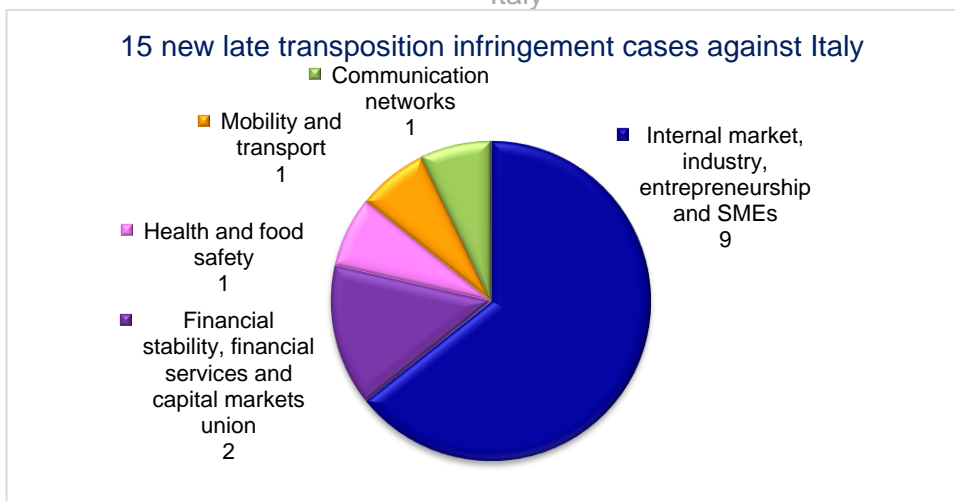 Italy
15 new late transposition infringement cases against Italy
Communication
networks
1
Mobility and
transport
1
Internal market,
industry,
entrepreneurship
and SMEs
9
Health and food
safety
1
Financial
stability, financial
services and
capital markets
union
2